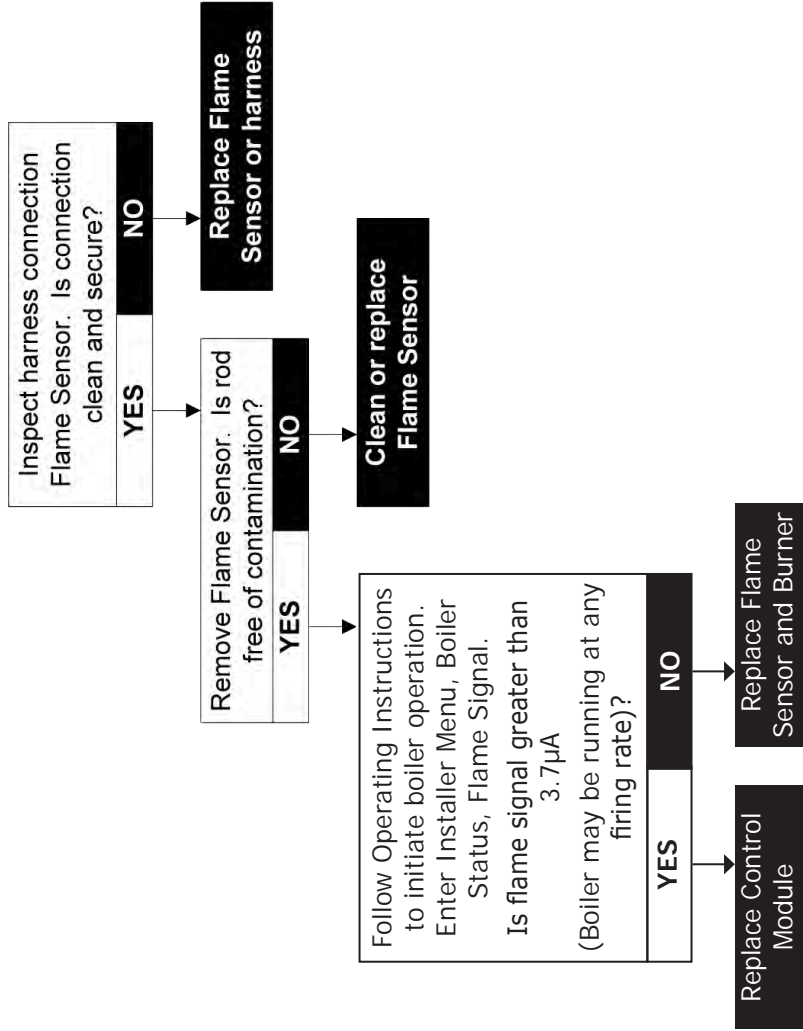 Inspect harness connection
Flame Sensor.  Is connection
clean and secure?
YES
NO
Replace Flame
Sensor or harness
Remove Flame Sensor.  Is rod
free of contamination?
YES
NO
Clean or replace
Flame Sensor
Follow Operating Instructions
to initiate boiler operation.
Enter Installer Menu, Boiler
Status, Flame Signal.
Is flame signal greater than
3.7µA
(Boiler may be running at any
firing rate)?
YES
NO
Replace Control
Module
Replace Flame
Sensor and Burner